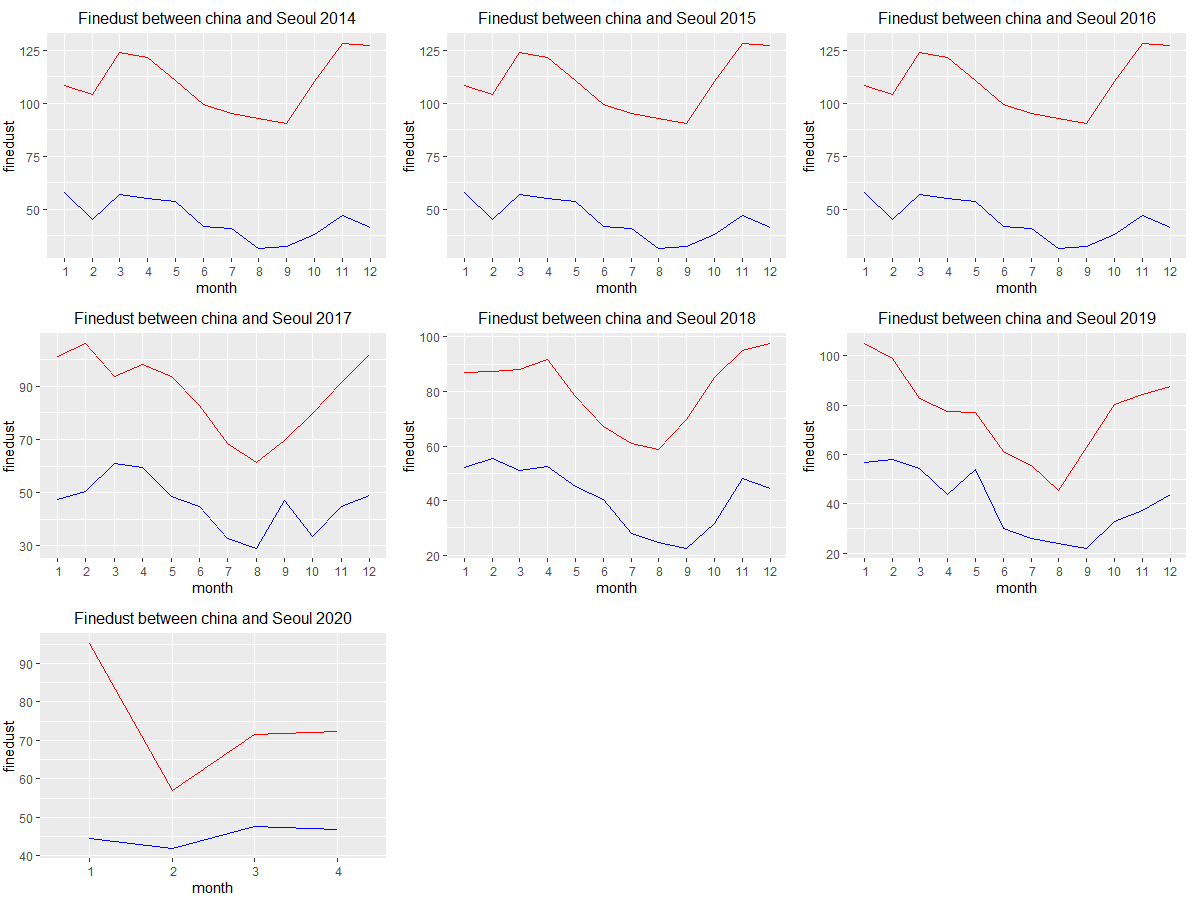 Finedust between china and Seoul 2014
125
100
75
50
finedust
1 2 3 4 5 6 7 8 9 10 11 12
month
Finedust between china and Seoul 2015
125
100
75
50
finedust
1 2 3 4 5 6 7 8 9 10 11 12
month
Finedust between china and Seoul 2016
125
100
75
50
finedust
1 2 3 4 5 6 7 8 9 10 11 12
month
Finedust between china and Seoul 2017
90
70
50
30
finedust
1 2 3 4 5 6 7 8 9 10 11 12
month
Finedust between china and Seoul 2018
100
80
60
40
20
finedust
1 2 3 4 5 6 7 8 9 10 11 12
month
Finedust between china and Seoul 2019
100
80
60
40
20
finedust
1 2 3 4 5 6 7 8 9 10 11 12
month
Finedust between china and Seoul 2020
90
80
70
60
50
40
finedust
1 2 3 4
month